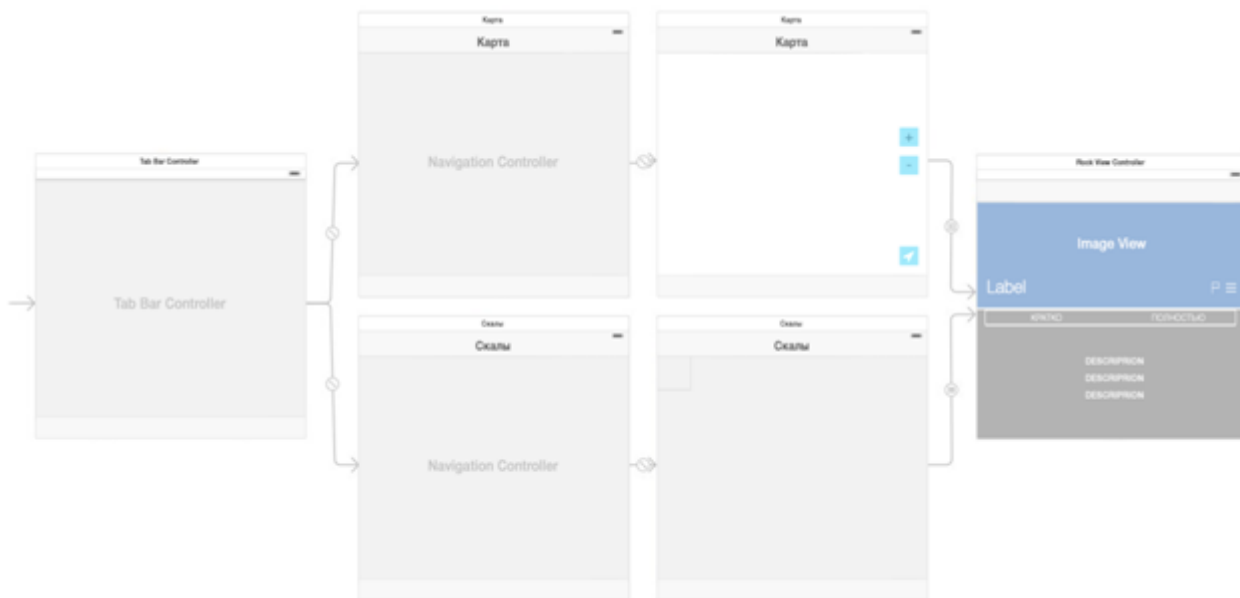 Tab Bar Controller
Tab Bar Controller
Карта
Карта
Navigation Controller
Карта
Карта
+
-
Скалы
Скалы
Navigation Controller
Скалы
Скалы
Rock View Controller
Image View
Label P
КРАТКО ПОЛНОСТЬЮ
DESCRIPRION
DESCRIPRION
DESCRIPRION